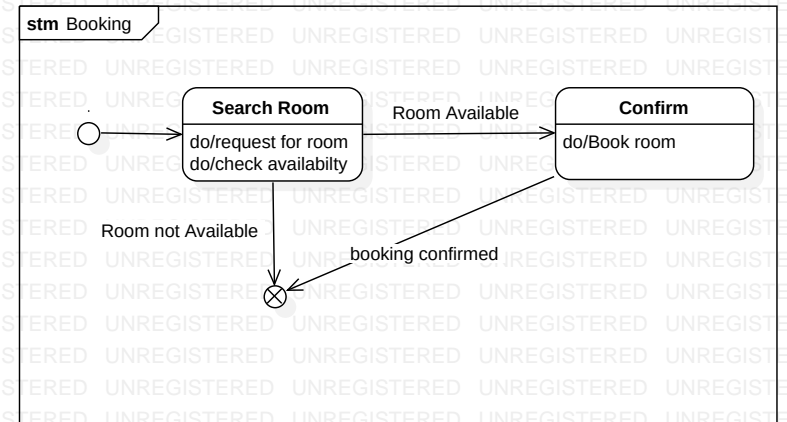 stm Booking
Search Room
do/request for room
do/check availabilty
Room Available
Confirm
do/Book room
Room not Available
booking confirmed
UNREGISTERED